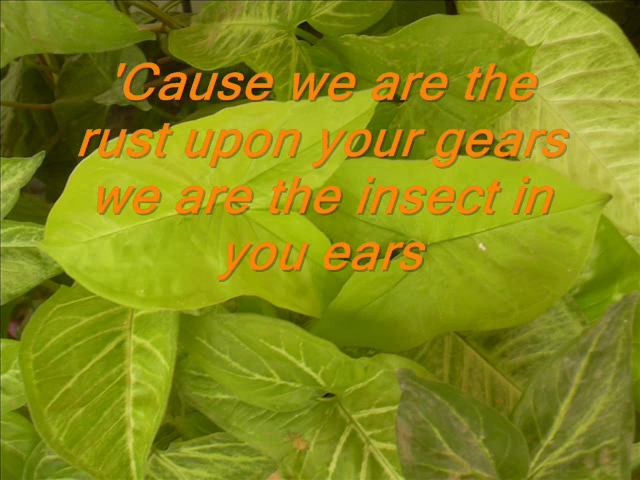 'Cause we are the
rust upon your gears
we are the insect in
you ears